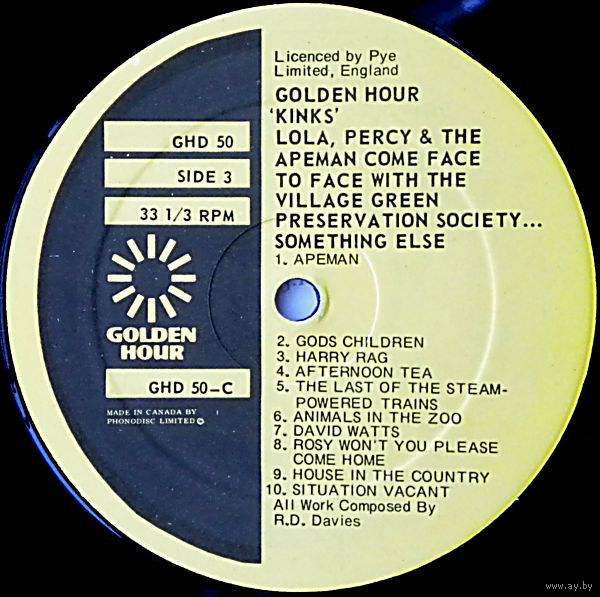 Licenced by Pye
Limited, England
GOLDEN HOUR
'KINKS'
LOLA, PERCY & THE
APEMAN COME FACE
TO FACE WITH THE
VILLAGE GREEN
PRESERVATION SOCIETY...
SOMETHING ELSE
1. APEMAN
2. GODS CHILDREN
3. HARRY RAG
4. AFTERNOON TEA
5. THE LAST OF THE STEAM-
POWERED TRAINS
6. ANIMALS IN THE ZOO
7. DAVID WATTS
8. ROSY WON'T YOU PLEASE
COME HOME
9. HOUSE IN THE COUNTRY
10. SITUATION VACANT
All Work Composed By
R.D. Davies
GHD 50
SIDE 3
33 1/3 RPM
GOLDEN
HOUR
GHD 50-C
MADE IN CANADA BY
PHONODISC LIMITED ©
www.ay.by